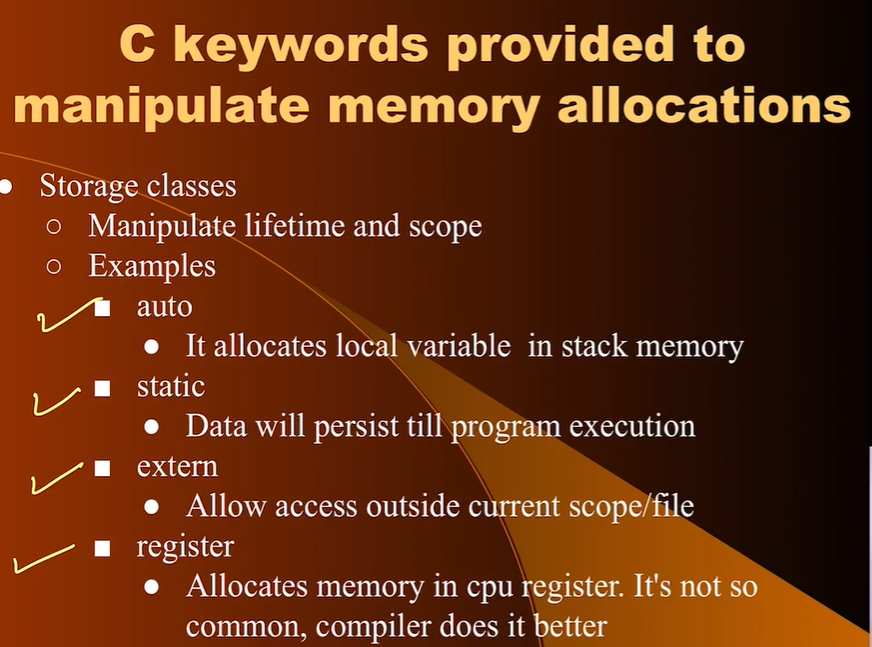 C keywords provided to
manipulate memory allocations
● Storage classes
○ Manipulate lifetime and scope
○ Examples
■ auto
● It allocates local variable in stack memory
■ static
● Data will persist till program execution
■ extern
● Allow access outside current scope/file
■ register
● Allocates memory in cpu register. It's not so
common, compiler does it better